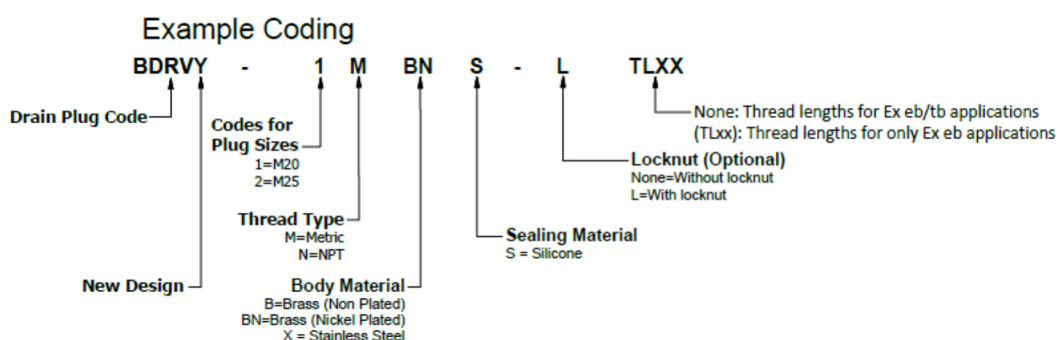 Example Coding
BDRVY - 1 M BN S - L TLXX
Drain Plug Code
None: Thread lengths for Ex eb/tb applications
(TLxx): Thread lengths for only Ex eb applications
Codes for
Plug Sizes
1=M20
2=M25
Locknut (Optional)
None=Without locknut
L=With locknut
Thread Type
M=Metric
N=NPT
Sealing Material
S = Silicone
New Design
Body Material
B=Brass (Non Plated)
BN=Brass (Nickel Plated)
X = Stainless Steel